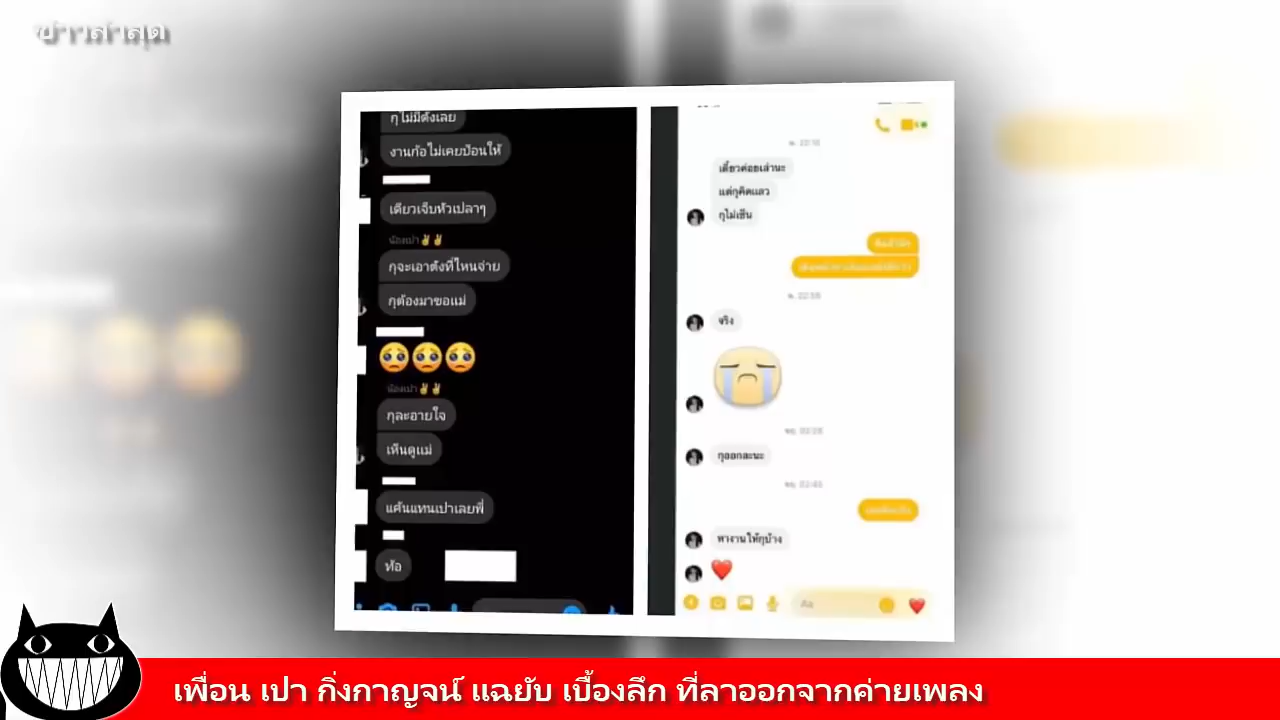 ข่าวล่าสุด
กุไม่มีตังเลย
งานก้อไม่เคยป้อนให้
เดียวเจ็บหัวเปลาๆ
น้องเปา✌✌
กุจะเอาตังที่ไหนจ่าย
กุต้องมาขอแม่
🥺🥺🥺
น้องเปา✌✌
กุละอายใจ
เห็นดูแม่
แค้นแทนเปาเลยพี่
ท้อ
เดี้ยวค่อยเล่านะ
แต่กูคิดแลว
กุไม่เซ็น
จริง
กุออกละนะ
หางานให้กุบ้าง
❤️
Aa
เพื่อน เปา กิ่งกาญจน์ แฉยับ เบื้องลึก ที่ลาออกจากค่ายเพลง